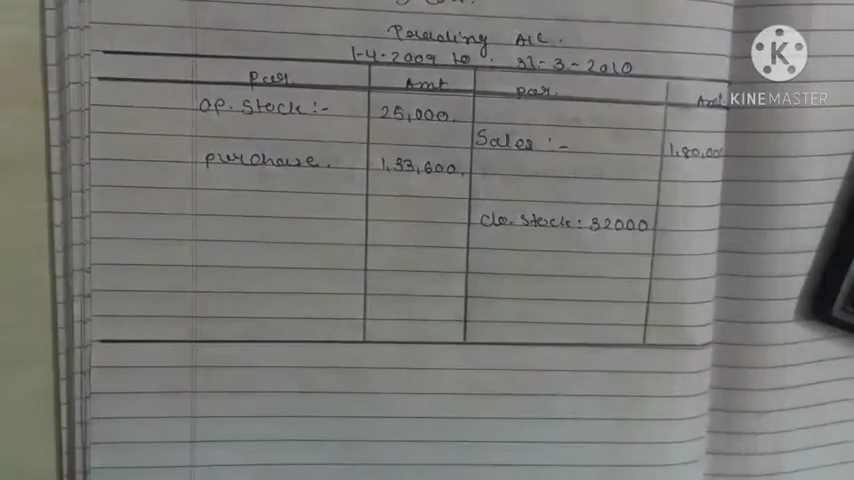 Trading A/C.
1-4-2009 to. 31-3-2010
par. Amt par. Amt
op. Stock:- 25,000.
Sales:- 1,80,000
purchase. 1,33,600.
clo. stock: 32000
K
KINEMASTER